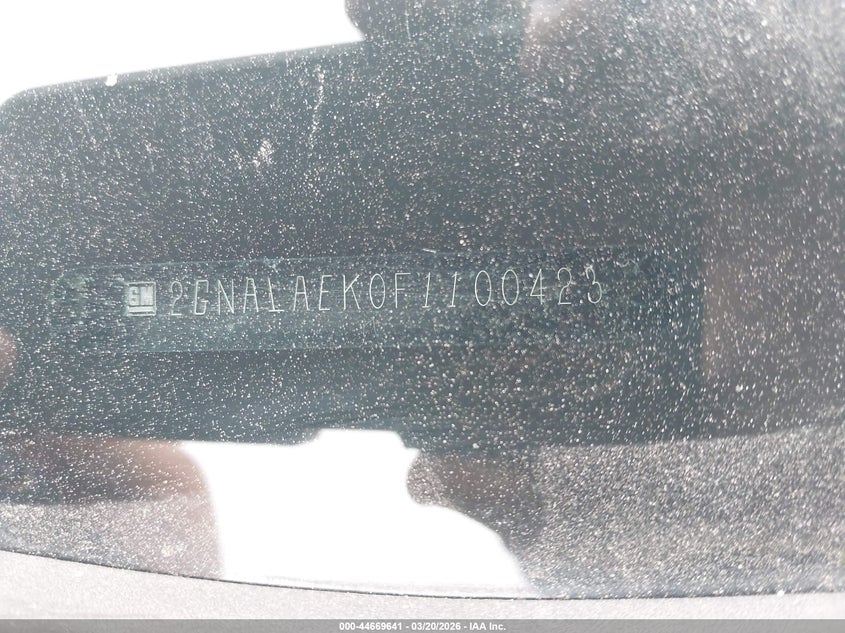 GM 2GNALAEK0F1100423
000-44669641 - 03/20/2026 - IAA Inc.